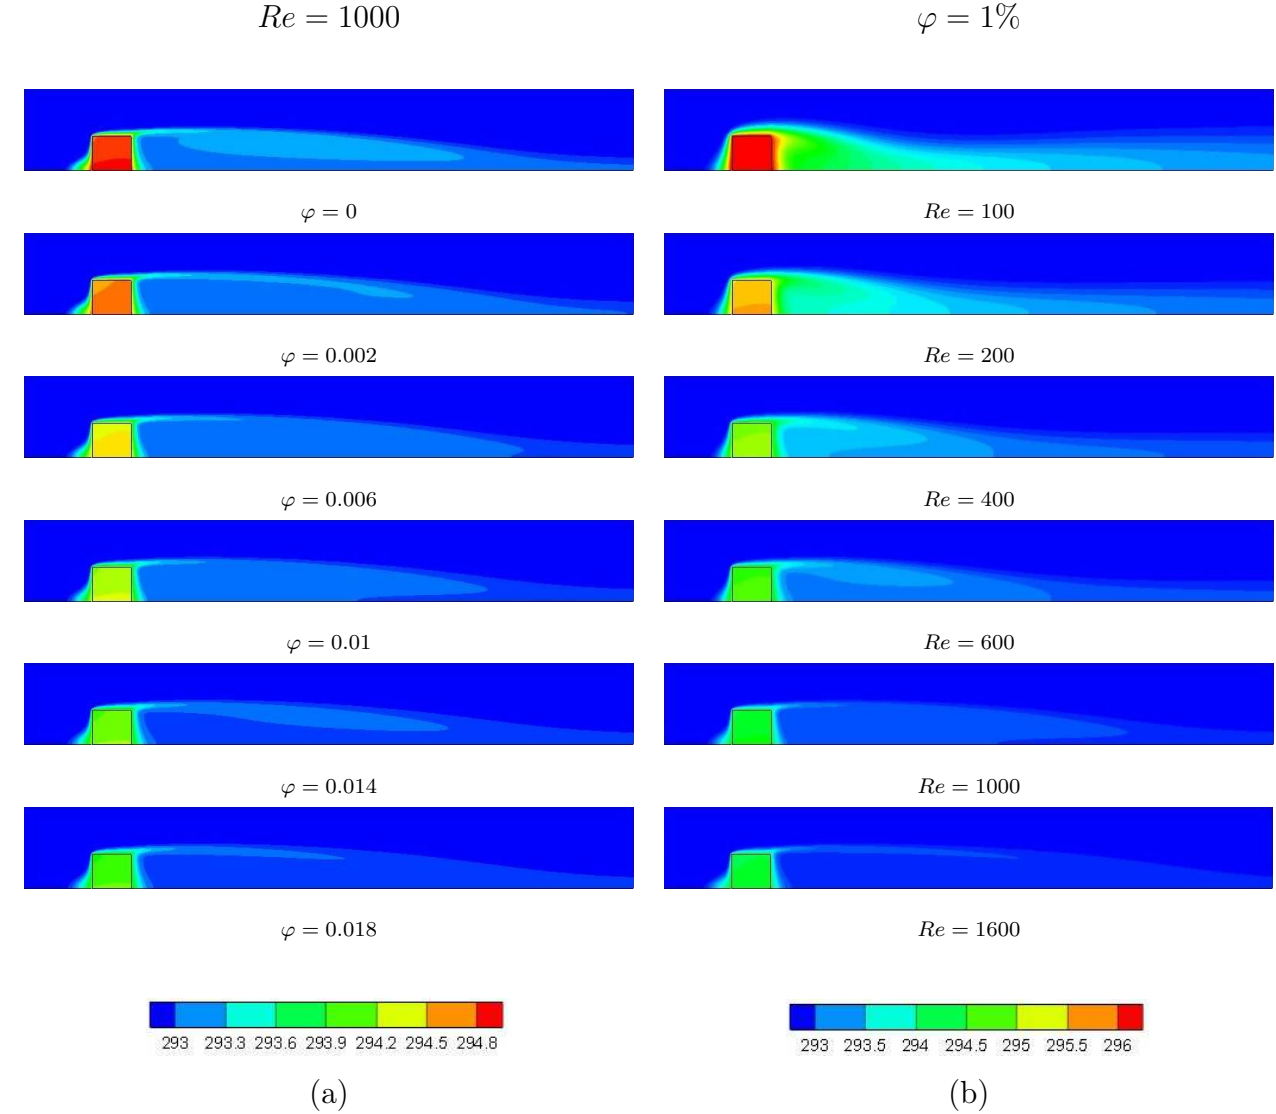 Re = 1000
φ = 1%
φ = 0
Re = 100
φ = 0.002
Re = 200
φ = 0.006
Re = 400
φ = 0.01
Re = 600
φ = 0.014
Re = 1000
φ = 0.018
Re = 1600
293 293.3 293.6 293.9 294.2 294.5 294.8
293 293.5 294 294.5 295 295.5 296
(a)
(b)